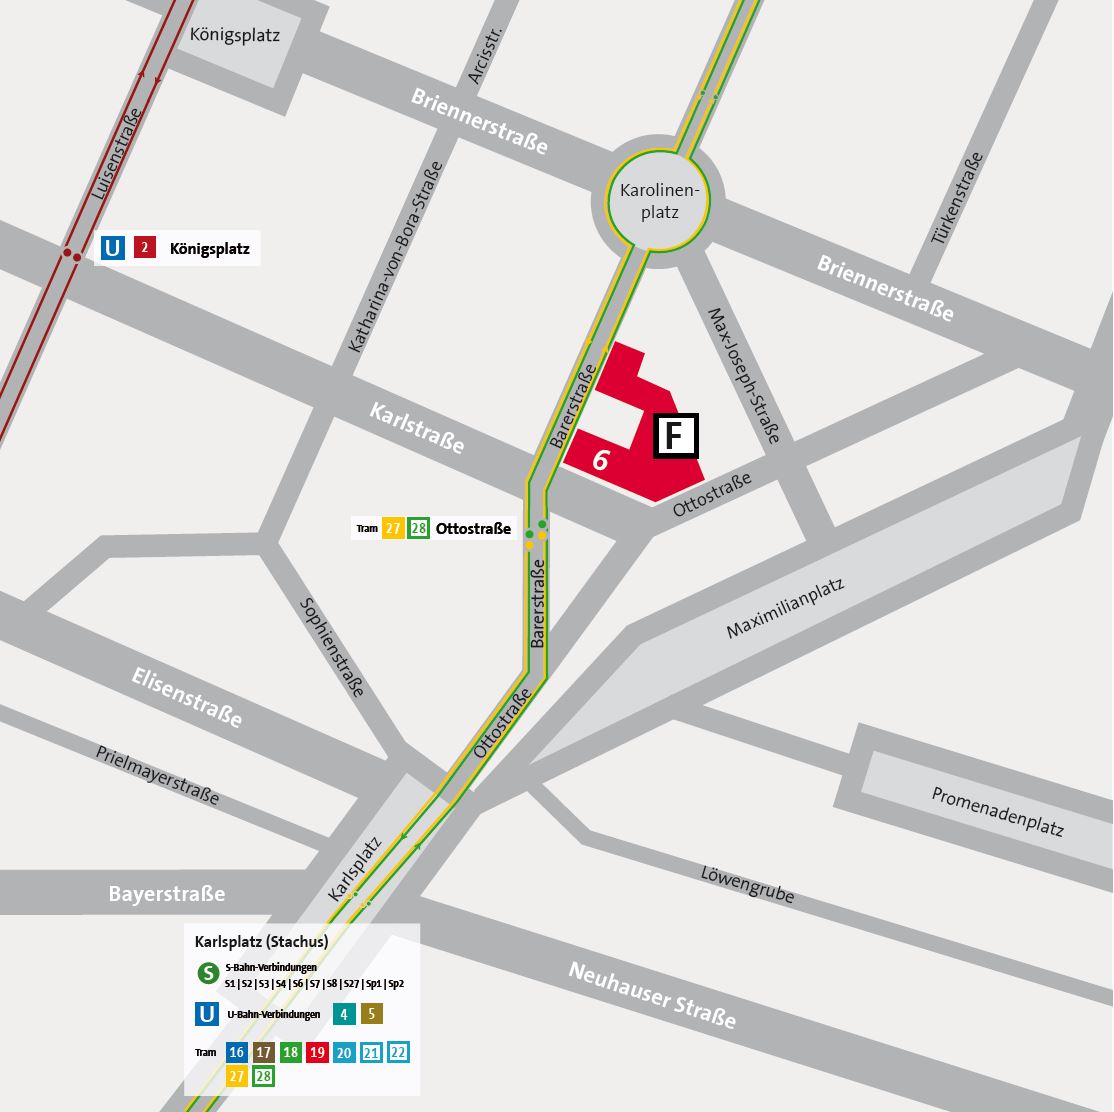 Königsplatz
Arcisstr.
Briennerstraße
Luisenstraße
Karolinen-
platz
Türkenstraße
Katharina-von-Bora-Straße
U 2 Königsplatz
Briennerstraße
Max-Joseph-Straße
Barerstraße
Karlstraße
F
6
Ottostraße
Tram 27 28 Ottostraße
Barerstraße
Maximilianplatz
Sophienstraße
Elisenstraße
Ottostraße
Prielmayerstraße
Promenadenplatz
Karlsplatz
Löwengrube
Bayerstraße
Neuhauser Straße
Karlsplatz (Stachus)
S S-Bahn-Verbindungen
S1 | S2 | S3 | S4 | S6 | S7 | S8 | S27 | Sp1 | Sp2
U U-Bahn-Verbindungen 4 5
Tram 16 17 18 19 20 21 22
27 28